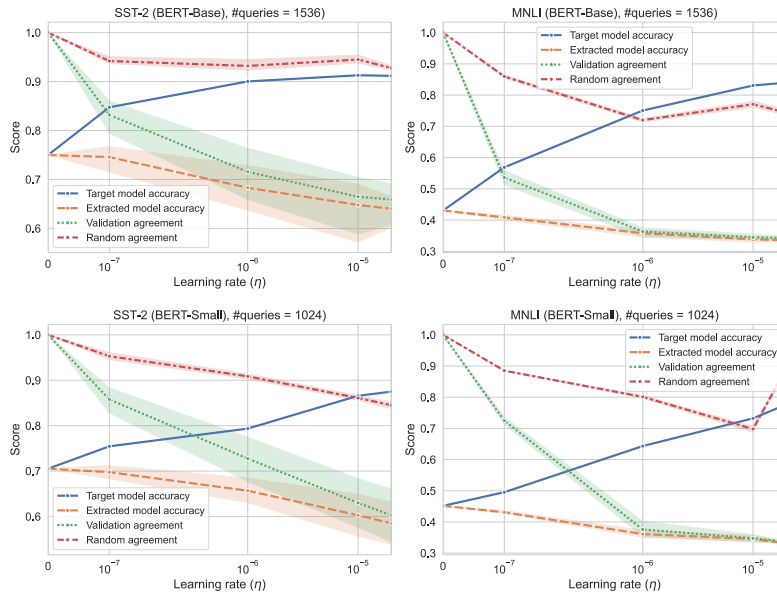 SST-2 (BERT-Base), #queries = 1536
1.0
0.9
0.8
0.7
0.6
Score
Target model accuracy
Extracted model accuracy
Validation agreement
Random agreement
0
10⁻⁷
10⁻⁶
10⁻⁵
Learning rate (η)
MNLI (BERT-Base), #queries = 1536
1.0
0.9
0.8
0.7
0.6
0.5
0.4
0.3
Score
Target model accuracy
Extracted model accuracy
Validation agreement
Random agreement
0
10⁻⁷
10⁻⁶
10⁻⁵
Learning rate (η)
SST-2 (BERT-Small), #queries = 1024
1.0
0.9
0.8
0.7
0.6
Score
Target model accuracy
Extracted model accuracy
Validation agreement
Random agreement
0
10⁻⁷
10⁻⁶
10⁻⁵
Learning rate (η)
MNLI (BERT-Small), #queries = 1024
1.0
0.9
0.8
0.7
0.6
0.5
0.4
0.3
Score
Target model accuracy
Extracted model accuracy
Validation agreement
Random agreement
0
10⁻⁷
10⁻⁶
10⁻⁵
Learning rate (η)